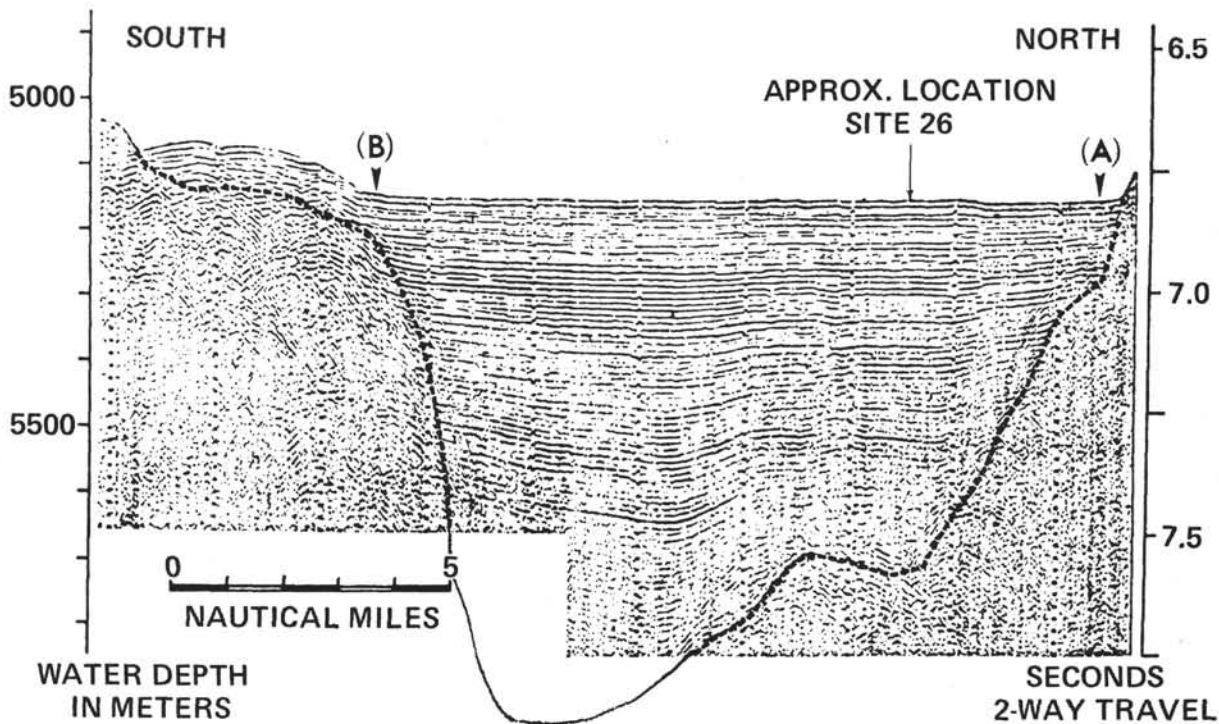 SOUTH
NORTH
6.5
5000
APPROX. LOCATION
SITE 26
(B)
(A)
7.0
5500
7.5
0 5
NAUTICAL MILES
WATER DEPTH
IN METERS
SECONDS
2-WAY TRAVEL